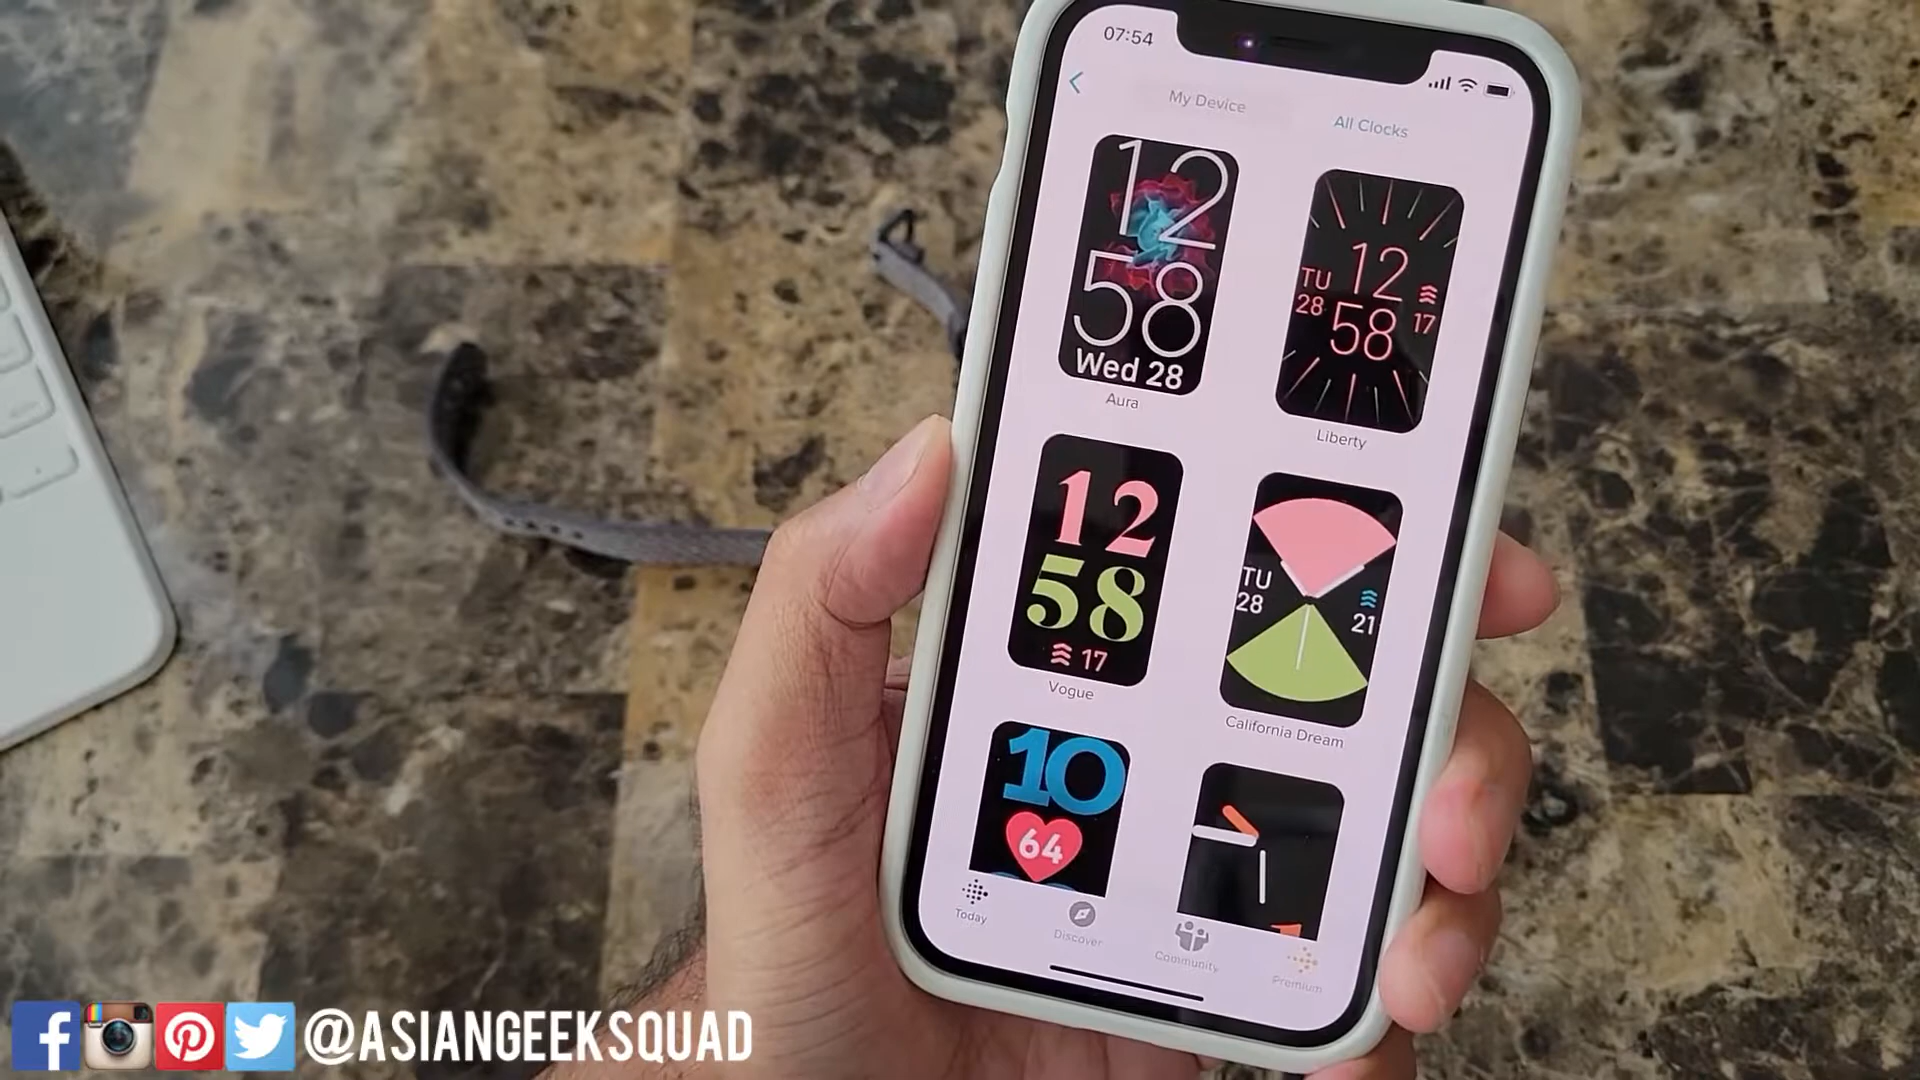 07:54
My Device
All Clocks
12
58
Wed 28
Aura
TU
28
12
58
17
Liberty
12
58
17
Vogue
TU
28
21
California Dream
10
64
Today
Discover
Community
Premium
@ASIANGEEKSQUAD